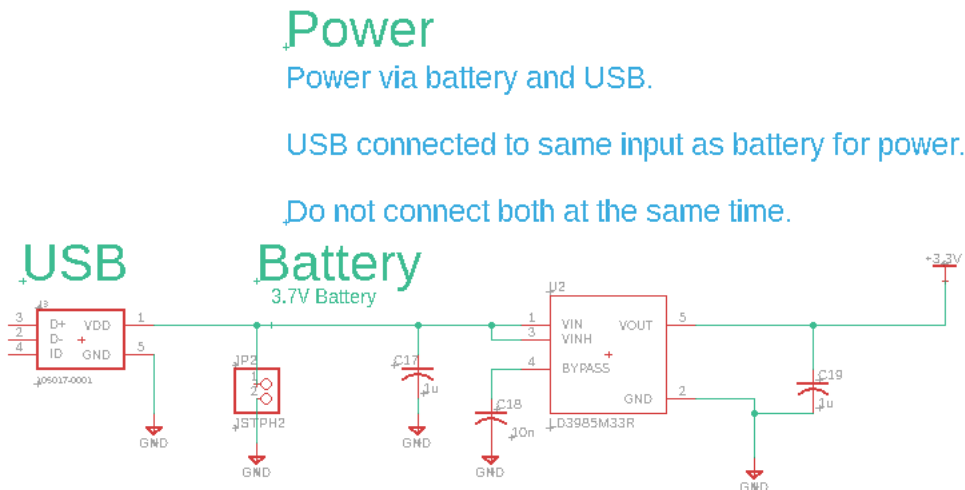 Power
Power via battery and USB.
USB connected to same input as battery for power.
Do not connect both at the same time.
USB
Battery
3.7V Battery
+3.3V
J3
3 D+ VDD 1
2 D-
4 ID GND 5
105017-0001
GND
JP2
1
2
JSTPH2
GND
C17
1u
GND
C18
10n
GND
U2
1 VIN VOUT 5
3 VINH
4 BYPASS
GND 2
LD3985M33R
C19
1u
GND